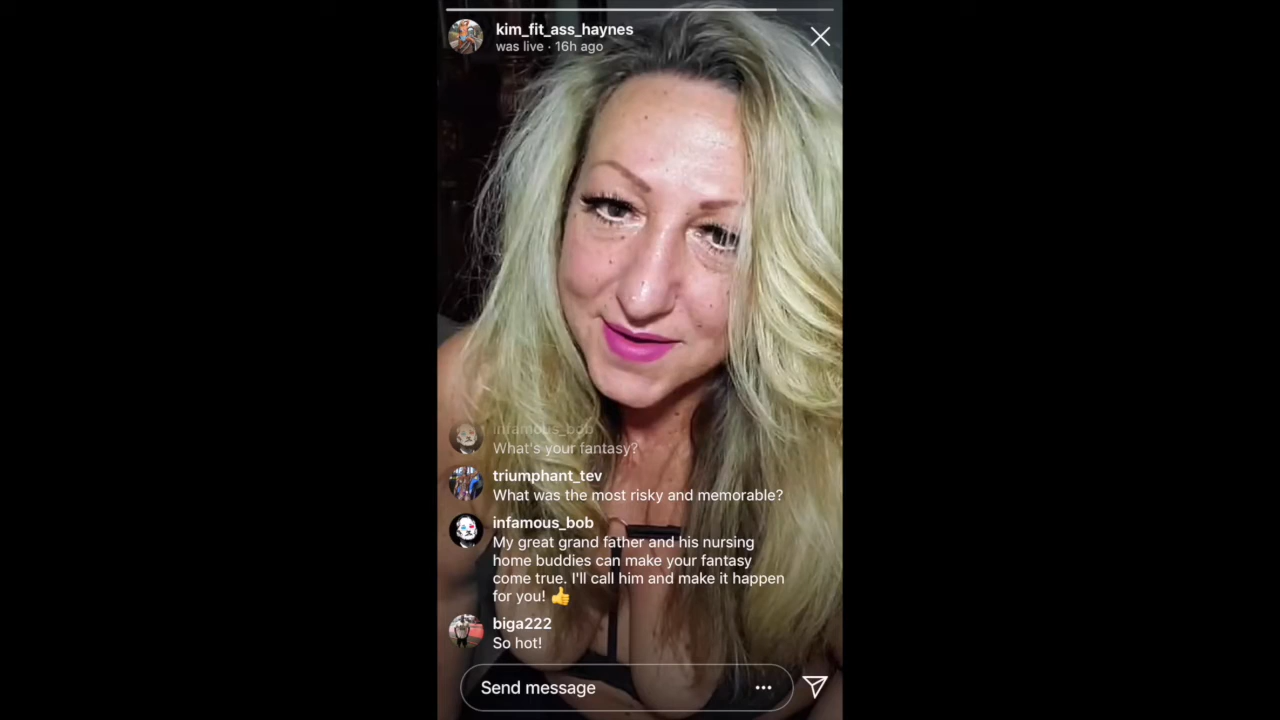 kim_fit_ass_haynes
was live · 16h ago
infamous_bob
What's your fantasy?
triumphant_tev
What was the most risky and memorable?
infamous_bob
My great grand father and his nursing
home buddies can make your fantasy
come true. I'll call him and make it happen
for you! 👍
biga222
So hot!
Send message